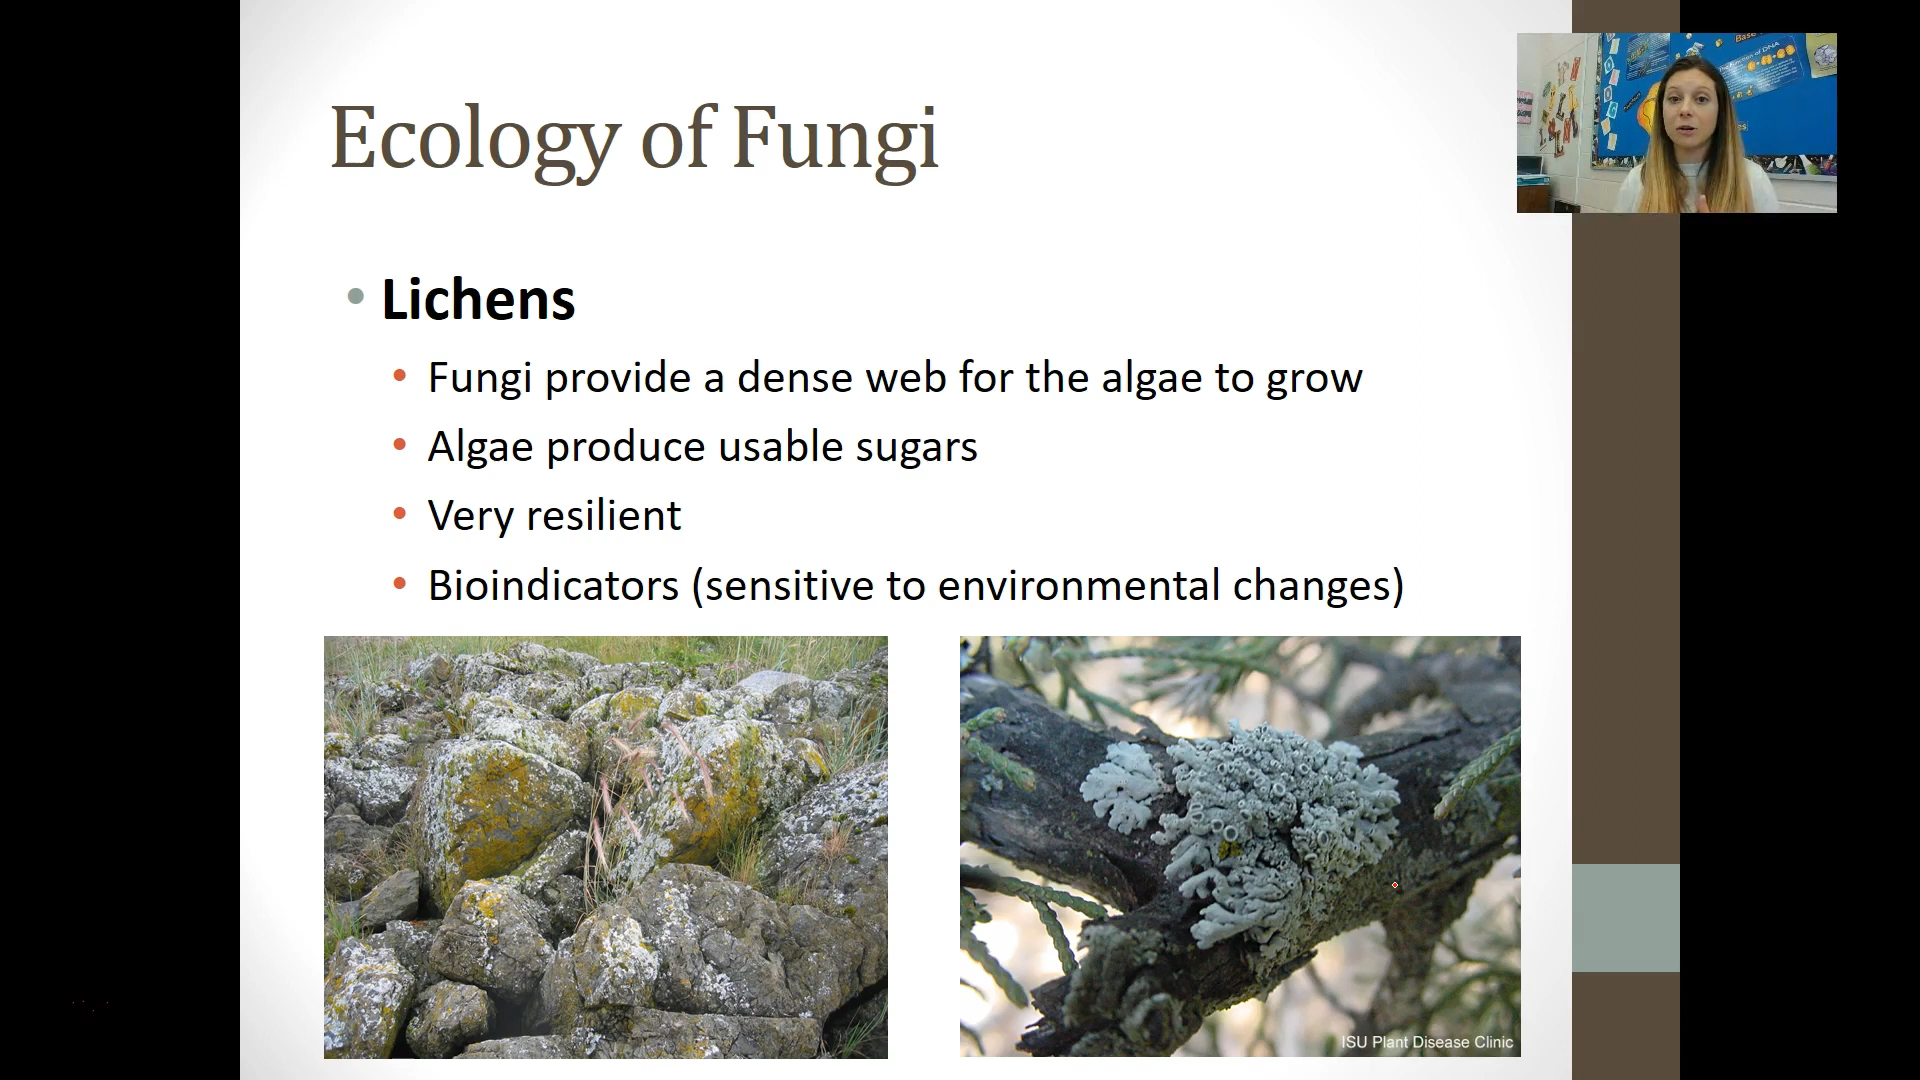 Ecology of Fungi
• Lichens
• Fungi provide a dense web for the algae to grow
• Algae produce usable sugars
• Very resilient
• Bioindicators (sensitive to environmental changes)
ISU Plant Disease Clinic